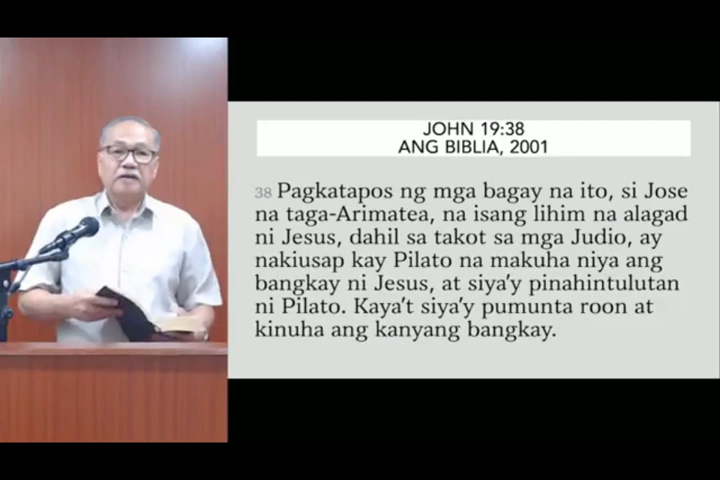 JOHN 19:38
ANG BIBLIA, 2001
38 Pagkatapos ng mga bagay na ito, si Jose
na taga-Arimatea, na isang lihim na alagad
ni Jesus, dahil sa takot sa mga Judio, ay
nakiusap kay Pilato na makuha niya ang
bangkay ni Jesus, at siya'y pinahintulutan
ni Pilato. Kaya't siya'y pumunta roon at
kinuha ang kanyang bangkay.